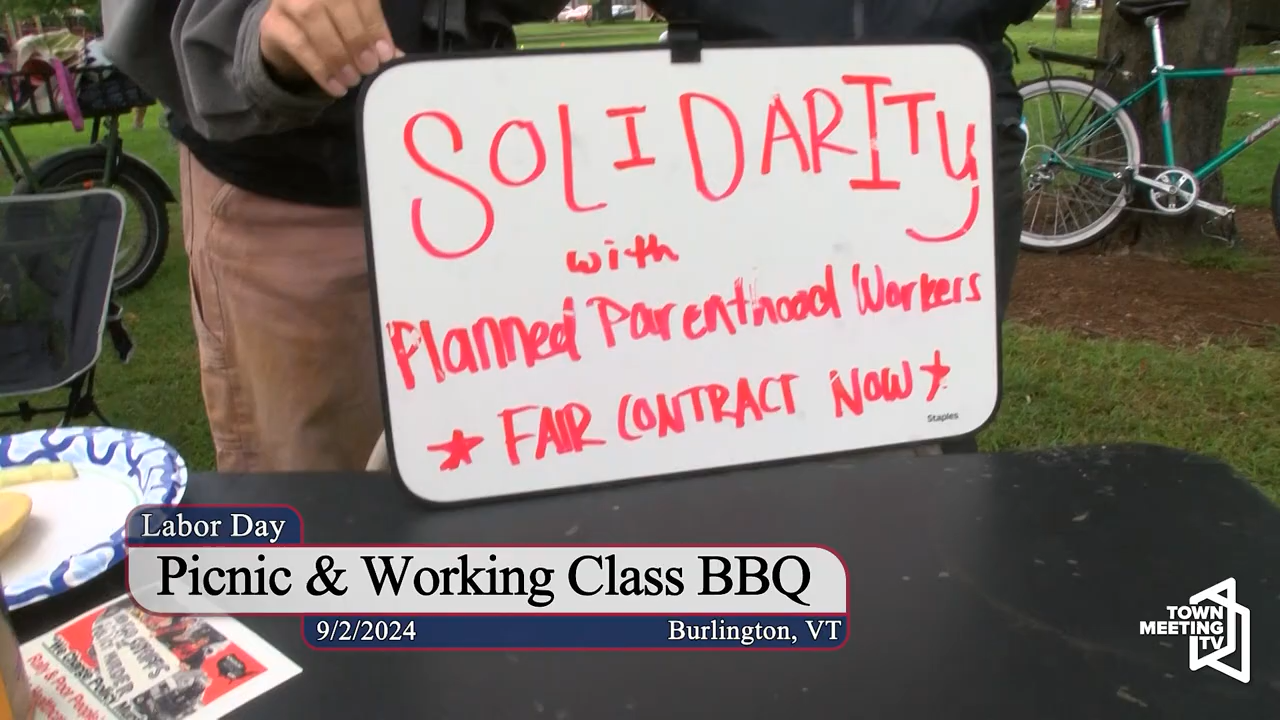 SOLIDARITY
with
Planned Parenthood Workers
★ FAIR CONTRACT NOW ★
Staples
Labor Day
Picnic & Working Class BBQ
9/2/2024 Burlington, VT
TOWN
MEETING
TV